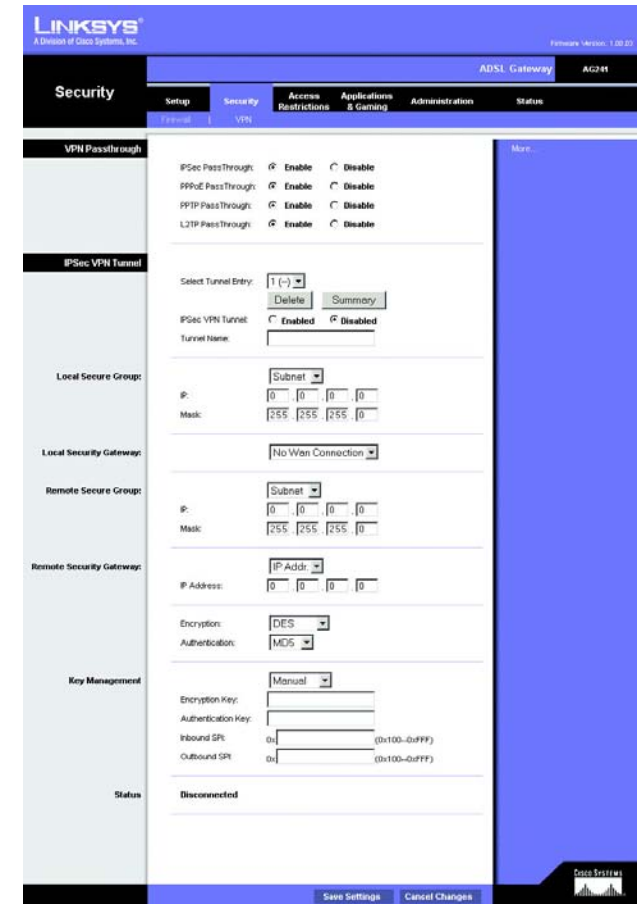 LINKSYS®
A Division of Cisco Systems, Inc.
Firmware Version: 1.00.03
ADSL Gateway AG241
Security
Setup Security Access Restrictions Applications & Gaming Administration Status
Firewall | VPN
VPN Passthrough
More...
IPSec PassThrough: Enable Disable
PPPoE PassThrough: Enable Disable
PPTP PassThrough: Enable Disable
L2TP PassThrough: Enable Disable
IPSec VPN Tunnel
Select Tunnel Entry: 1 (--)
Delete Summary
IPSec VPN Tunnel: Enabled Disabled
Tunnel Name:
Local Secure Group: Subnet
IP: 0 . 0 . 0 . 0
Mask: 255 . 255 . 255 . 0
Local Security Gateway: No Wan Connection
Remote Secure Group: Subnet
IP: 0 . 0 . 0 . 0
Mask: 255 . 255 . 255 . 0
Remote Security Gateway: IP Addr.
IP Address: 0 . 0 . 0 . 0
Encryption: DES
Authentication: MD5
Key Management Manual
Encryption Key:
Authentication Key:
Inbound SPI: 0x (0x100--0xFFF)
Outbound SPI: 0x (0x100--0xFFF)
Status Disconnected
Save Settings Cancel Changes
Cisco Systems